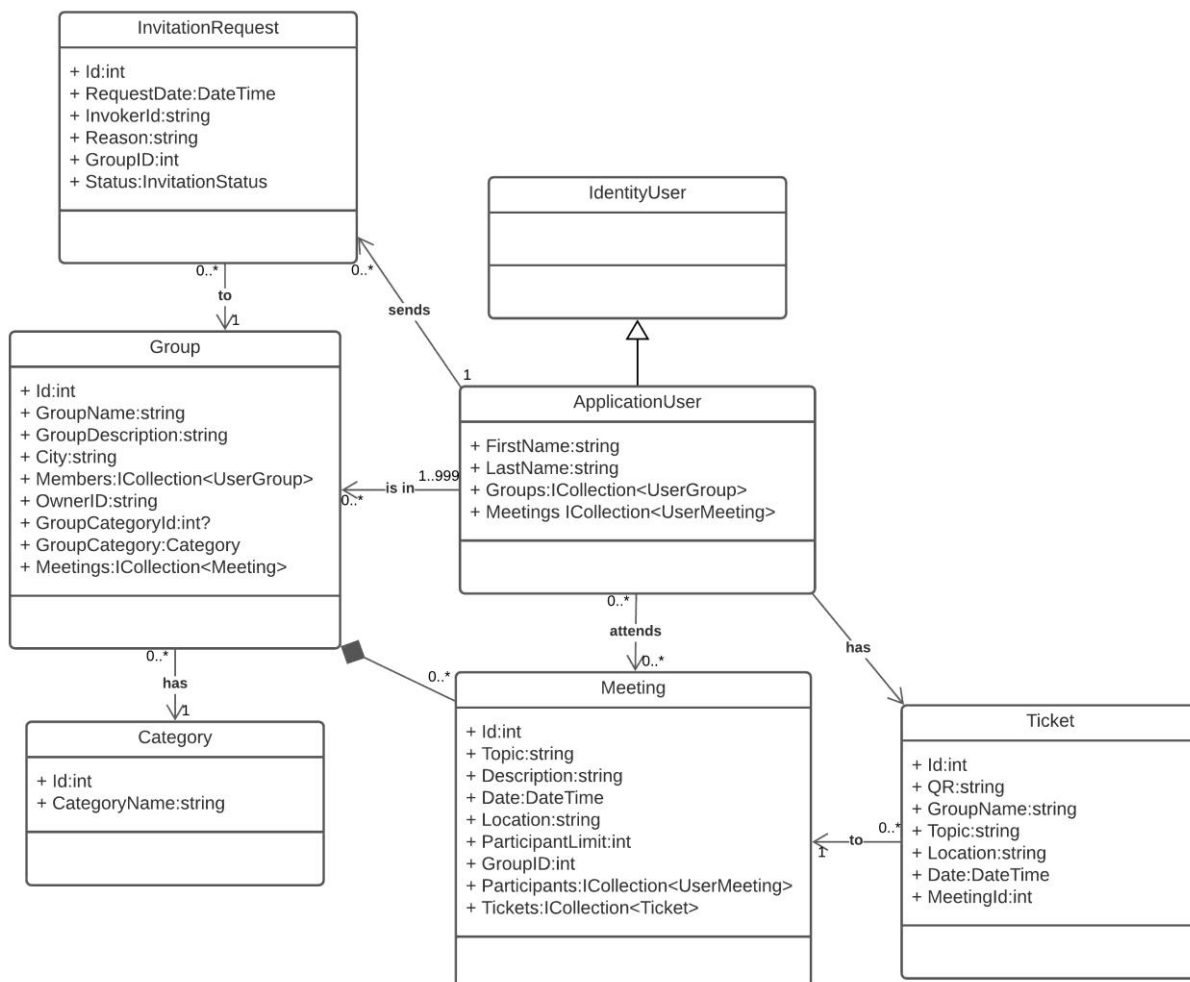 InvitationRequest
+ Id:int
+ RequestDate:DateTime
+ InvokerId:string
+ Reason:string
+ GroupID:int
+ Status:InvitationStatus
IdentityUser
0..*
to
1
0..*
sends
1
Group
+ Id:int
+ GroupName:string
+ GroupDescription:string
+ City:string
+ Members:ICollection<UserGroup>
+ OwnerID:string
+ GroupCategoryId:int?
+ GroupCategory:Category
+ Meetings:ICollection<Meeting>
ApplicationUser
+ FirstName:string
+ LastName:string
+ Groups:ICollection<UserGroup>
+ Meetings ICollection<UserMeeting>
1..999
is in
0..*
0..*
attends
0..*
has
0..*
has
1
0..*
Category
+ Id:int
+ CategoryName:string
Meeting
+ Id:int
+ Topic:string
+ Description:string
+ Date:DateTime
+ Location:string
+ ParticipantLimit:int
+ GroupID:int
+ Participants:ICollection<UserMeeting>
+ Tickets:ICollection<Ticket>
0..*
to
1
Ticket
+ Id:int
+ QR:string
+ GroupName:string
+ Topic:string
+ Location:string
+ Date:DateTime
+ MeetingId:int